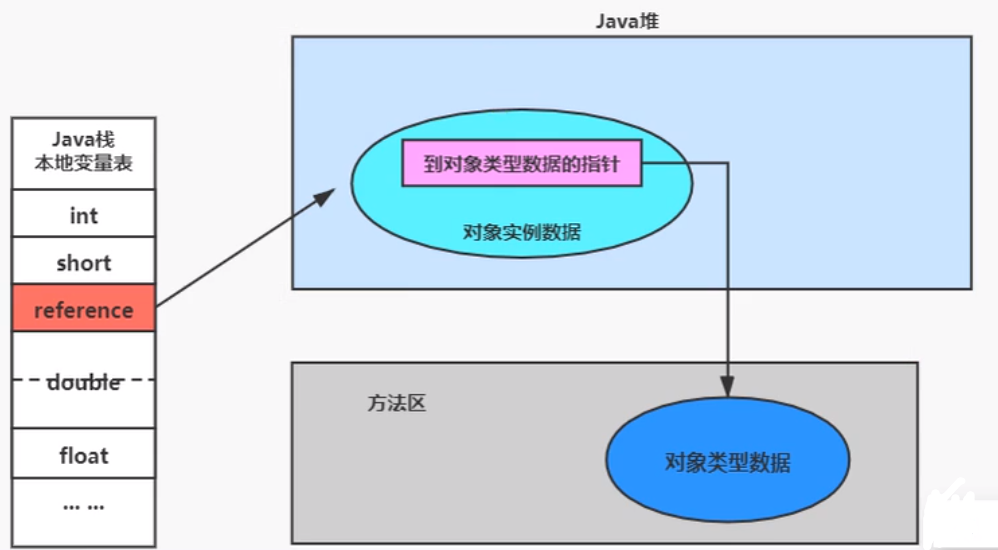 Java堆
Java栈
本地变量表
int
short
reference
double
float
... ...
到对象类型数据的指针
对象实例数据
方法区
对象类型数据